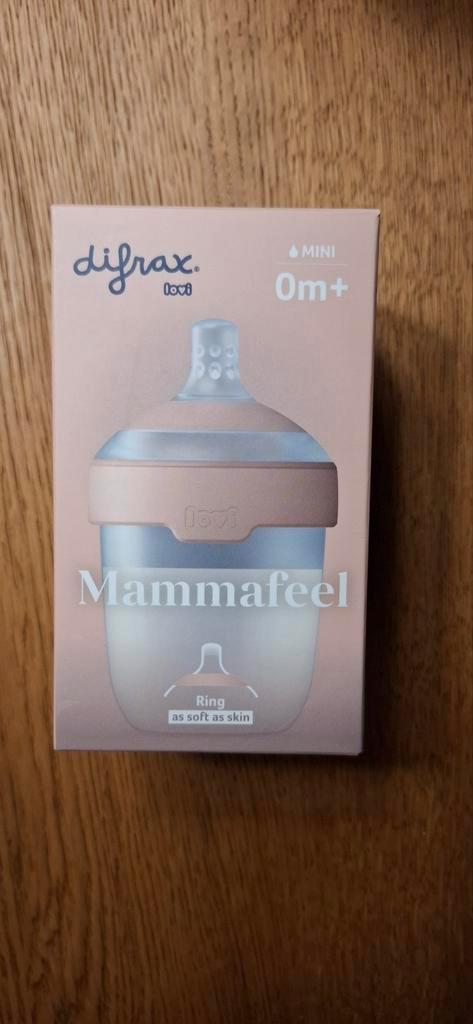 difrax®
lovi
MINI
0m+
lovi
Mammafeel
Ring
as soft as skin